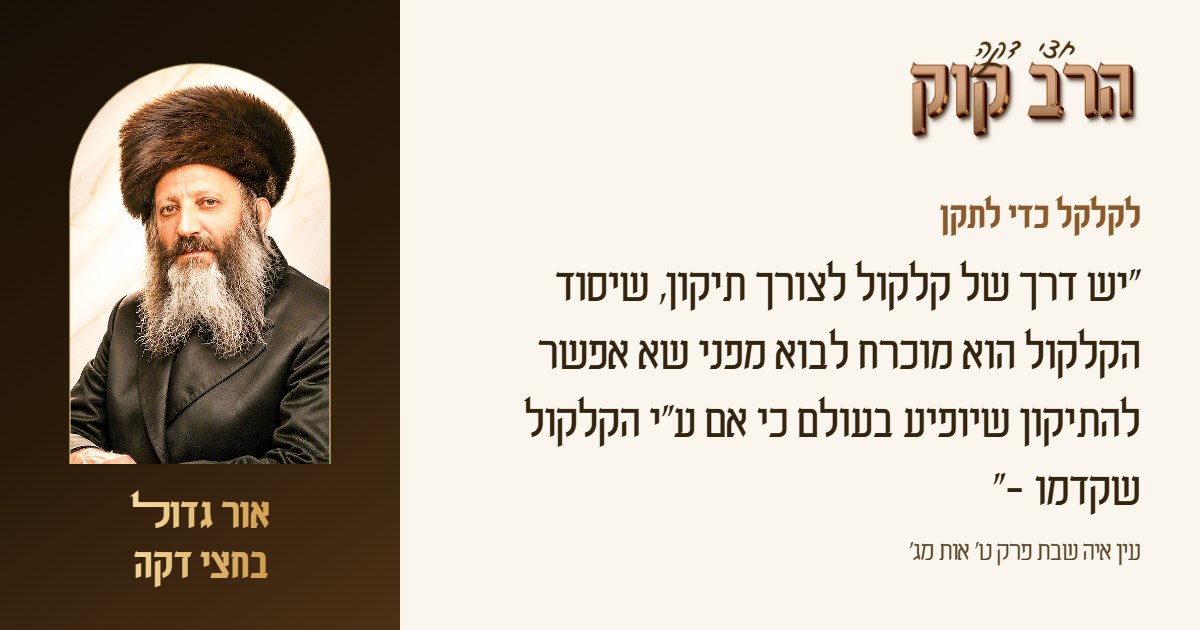 חצי דקה
הרב קוק
לקלקל כדי לתקן
"יש דרך של קלקול לצורך תיקון, שיסוד
הקלקול הוא מוכרח לבוא מפני שא אפשר
להתיקון שיופיע בעולם כי אם ע"י הקלקול
שקדמו -"
עין איה שבת פרק ט' אות מג'
אור גדול
בחצי דקה